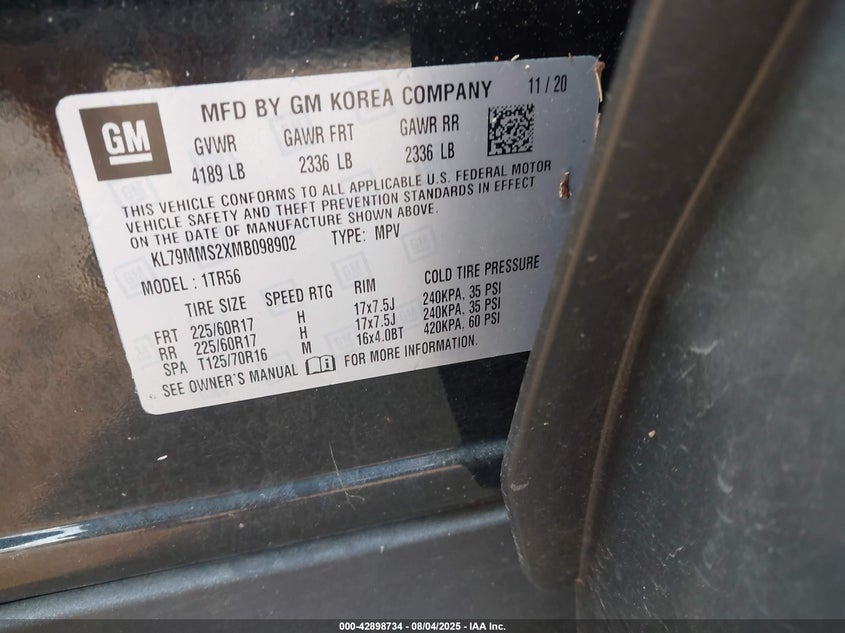 GM
MFD BY GM KOREA COMPANY 11 / 20
GVWR GAWR FRT GAWR RR
4189 LB 2336 LB 2336 LB
THIS VEHICLE CONFORMS TO ALL APPLICABLE U.S. FEDERAL MOTOR
VEHICLE SAFETY AND THEFT PREVENTION STANDARDS IN EFFECT
ON THE DATE OF MANUFACTURE SHOWN ABOVE.
KL79MMS2XMB098902 TYPE: MPV
MODEL : 1TR56
TIRE SIZE SPEED RTG RIM COLD TIRE PRESSURE
FRT 225/60R17 H 17x7.5J 240KPA, 35 PSI
RR 225/60R17 H 17x7.5J 240KPA, 35 PSI
SPA T125/70R16 M 16x4.0BT 420KPA, 60 PSI
SEE OWNER'S MANUAL FOR MORE INFORMATION.
000-42898734 - 08/04/2025 - IAA Inc.